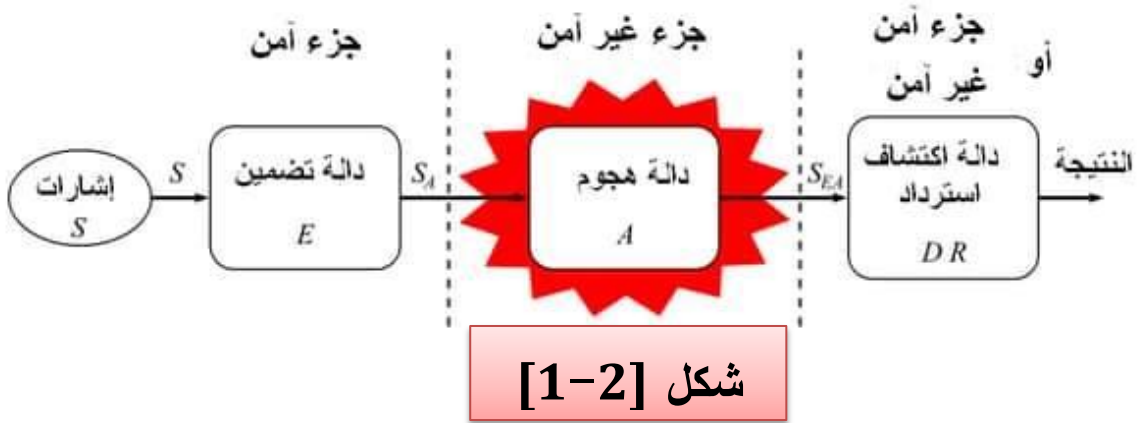 جزء آمن
جزء غير آمن
جزء آمن
أو
غير آمن
إشارات
S
S
دالة تضمين
E
S_A
دالة هجوم
A
S_EA
دالة اكتشاف
استرداد
D R
النتيجة
شكل [2-1]